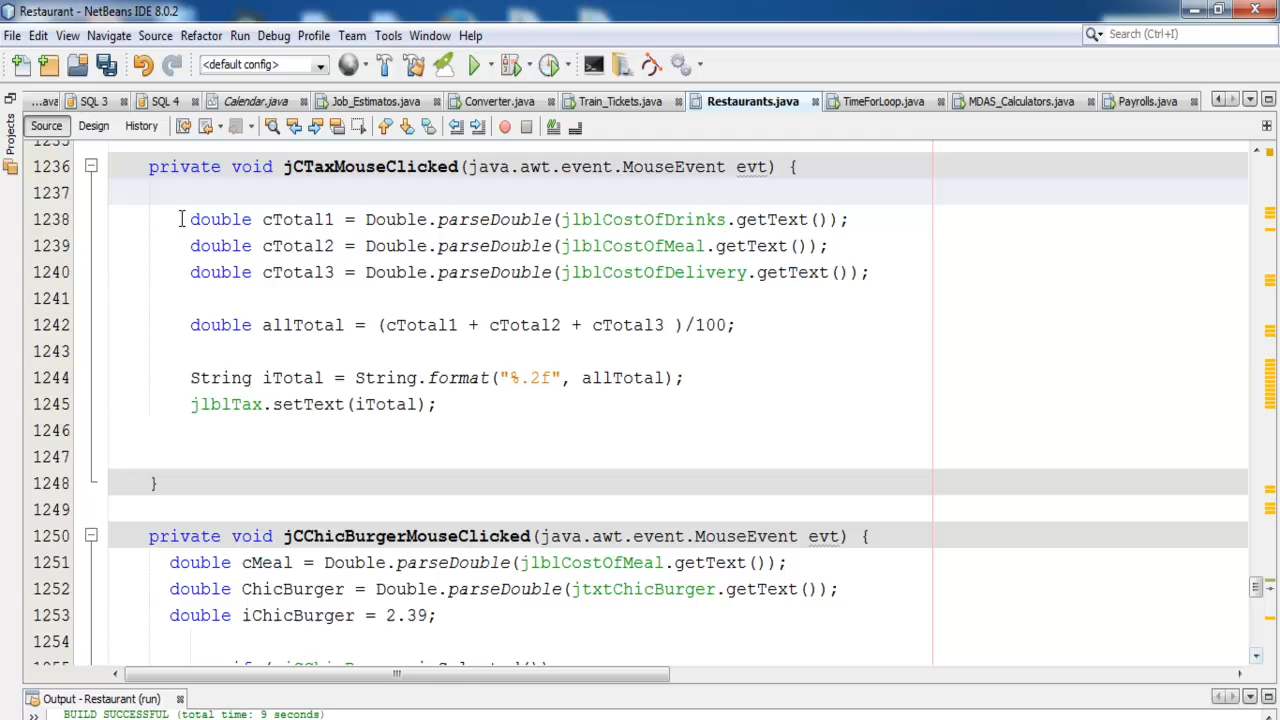 Restaurant - NetBeans IDE 8.0.2
File Edit View Navigate Source Refactor Run Debug Profile Team Tools Window Help
Search (Ctrl+I)
<default config>
...ava SQL 3 SQL 4 Calendar.java Job_Estimatos.java Converter.java Train_Tickets.java Restaurants.java TimeForLoop.java MDAS_Calculators.java Payrolls.java
Projects
Source Design History
1235
1236 private void jCTaxMouseClicked(java.awt.event.MouseEvent evt) {
1237
1238 double cTotal1 = Double.parseDouble(jlblCostOfDrinks.getText());
1239 double cTotal2 = Double.parseDouble(jlblCostOfMeal.getText());
1240 double cTotal3 = Double.parseDouble(jlblCostOfDelivery.getText());
1241
1242 double allTotal = (cTotal1 + cTotal2 + cTotal3 )/100;
1243
1244 String iTotal = String.format("%.2f", allTotal);
1245 jlblTax.setText(iTotal);
1246
1247
1248 }
1249
1250 private void jCChicBurgerMouseClicked(java.awt.event.MouseEvent evt) {
1251 double cMeal = Double.parseDouble(jlblCostOfMeal.getText());
1252 double ChicBurger = Double.parseDouble(jtxtChicBurger.getText());
1253 double iChicBurger = 2.39;
1254
Output - Restaurant (run)
BUILD SUCCESSFUL (total time: 9 seconds)